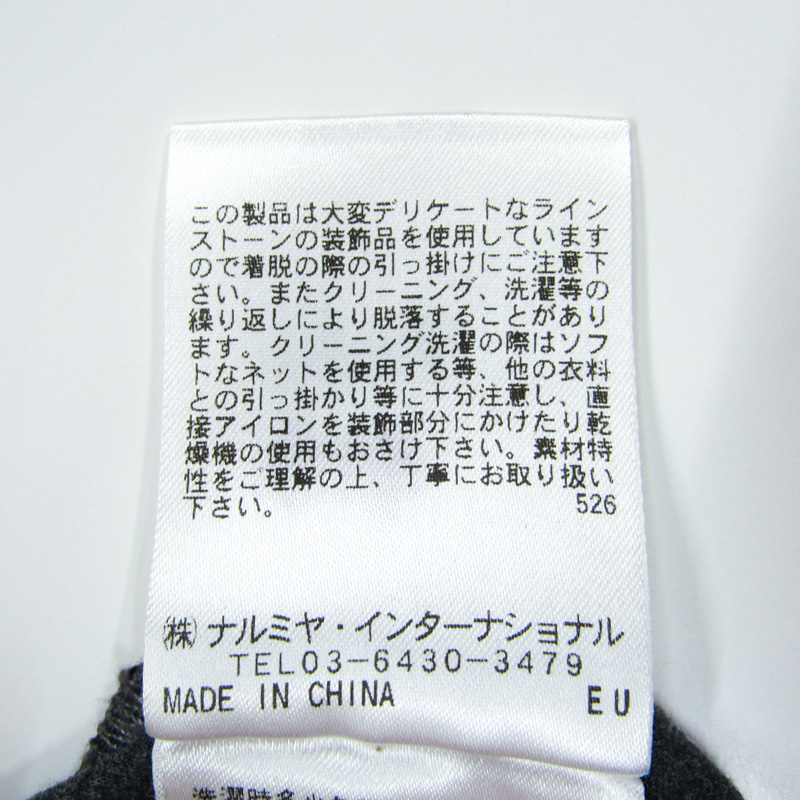 この製品は大変デリケートなライン
ストーンの装飾品を使用しています
ので着脱の際の引っ掛けにご注意下
さい。またクリーニング、洗濯等の
繰り返しにより脱落することがあり
ます。クリーニング洗濯の際はソフ
トなネットを使用する等、他の衣料
との引っ掛かり等に十分注意し、直
接アイロンを装飾部分にかけたり乾
燥機の使用もおさけ下さい。素材特
性をご理解の上、丁寧にお取り扱い
下さい。 526
㈱ナルミヤ・インターナショナル
TEL03-6430-3479
MADE IN CHINA EU